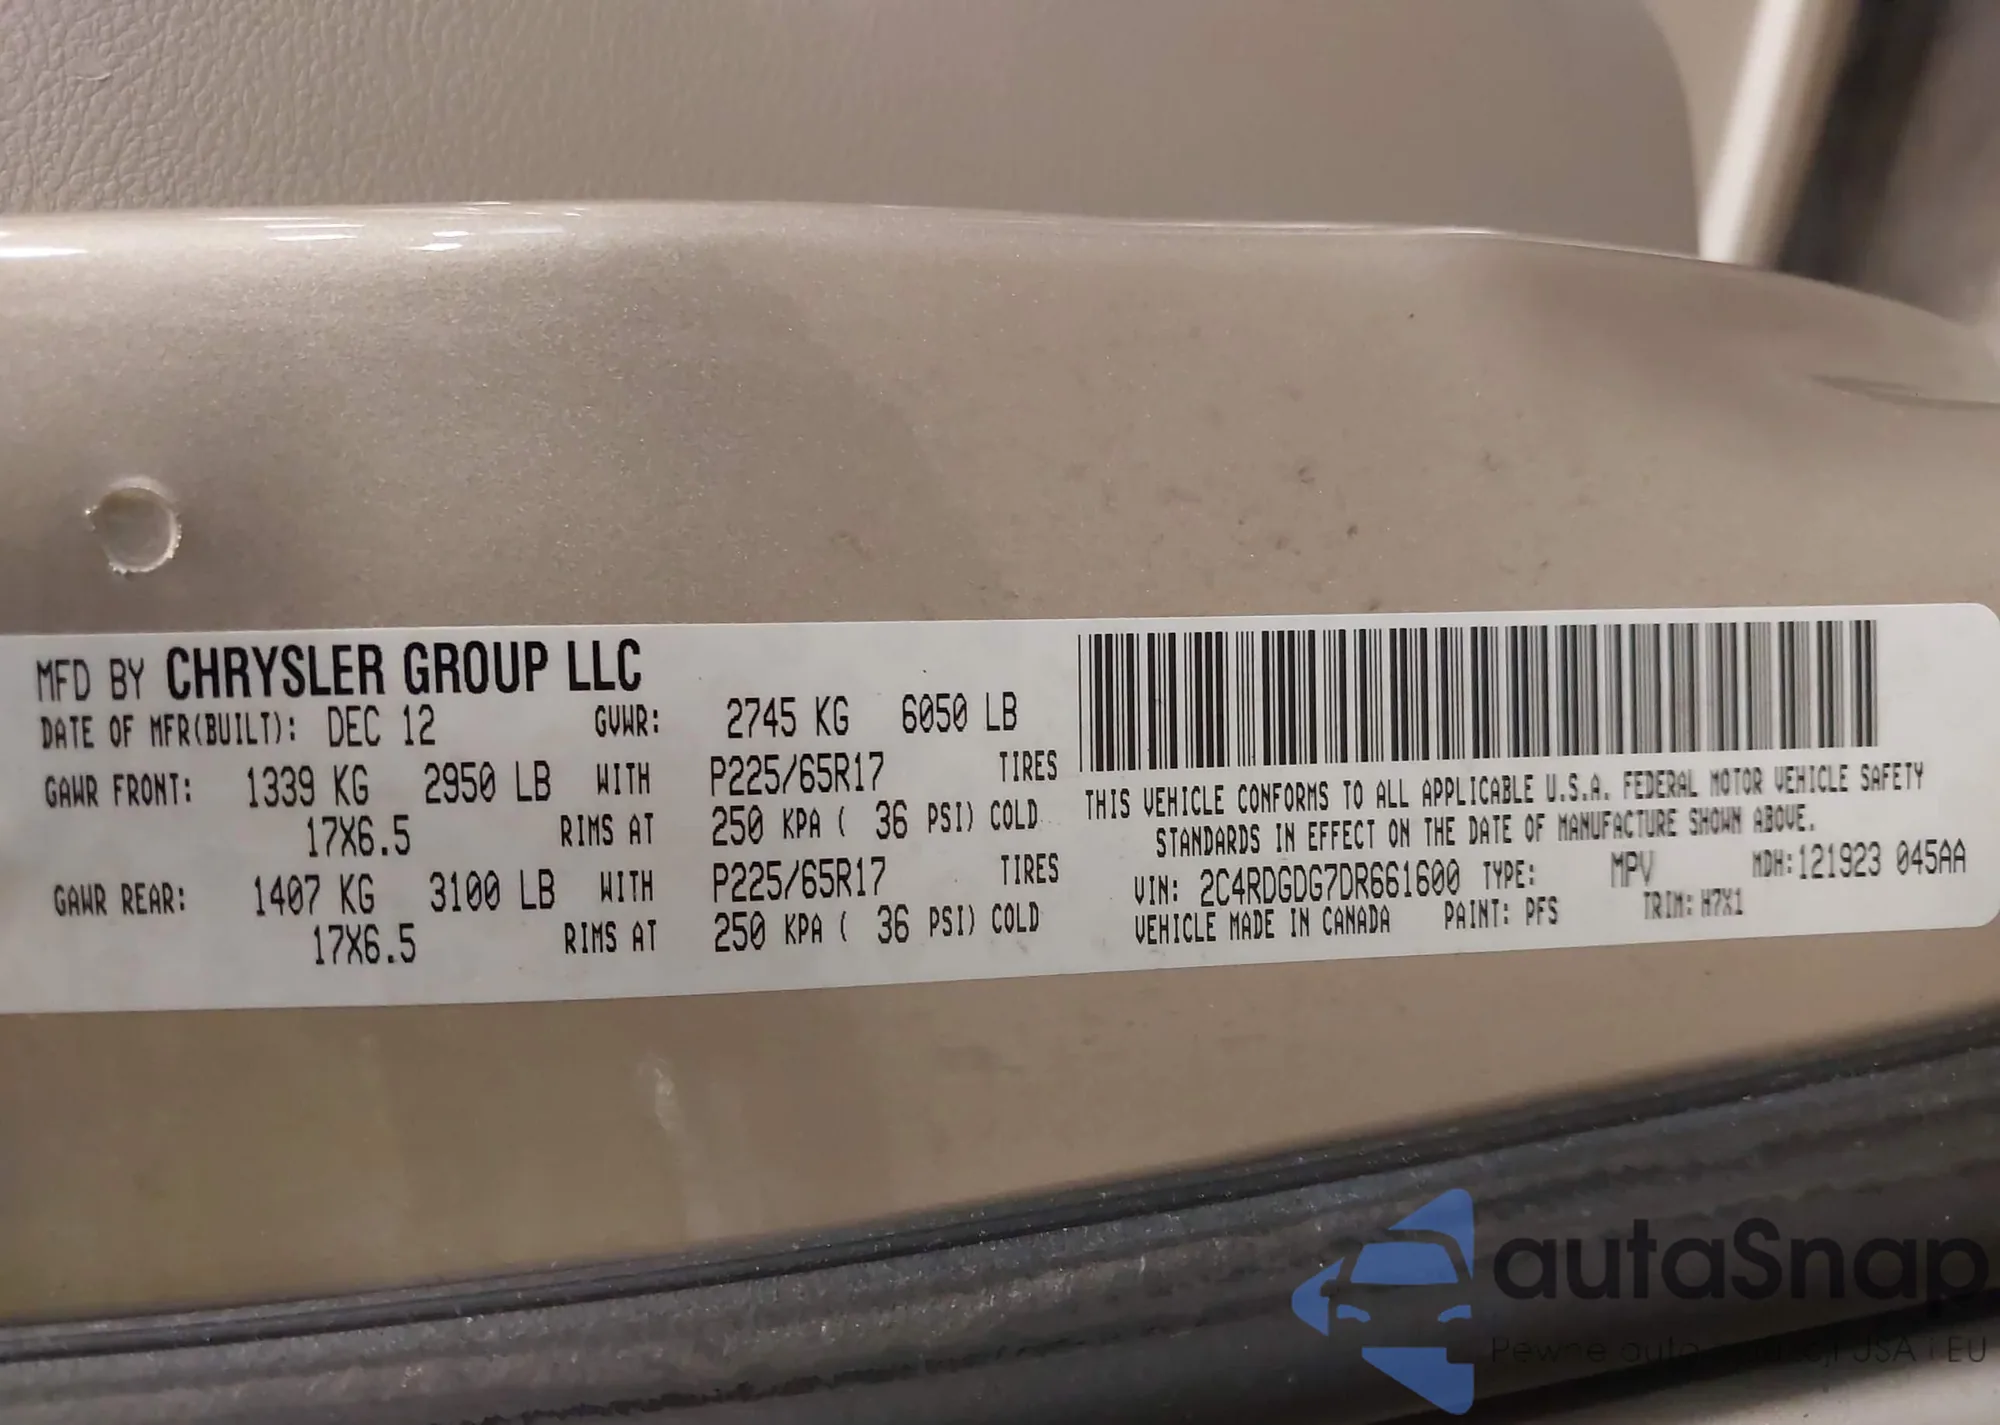 MFD BY CHRYSLER GROUP LLC
DATE OF MFR(BUILT): DEC 12 GVWR: 2745 KG 6050 LB
GAWR FRONT: 1339 KG 2950 LB WITH P225/65R17 TIRES
17X6.5 RIMS AT 250 KPA ( 36 PSI) COLD
GAWR REAR: 1407 KG 3100 LB WITH P225/65R17 TIRES
17X6.5 RIMS AT 250 KPA ( 36 PSI) COLD
THIS VEHICLE CONFORMS TO ALL APPLICABLE U.S.A. FEDERAL MOTOR VEHICLE SAFETY
STANDARDS IN EFFECT ON THE DATE OF MANUFACTURE SHOWN ABOVE.
VIN: 2C4RDGDG7DR661600 TYPE: MPV MDH:121923 045AA
VEHICLE MADE IN CANADA PAINT: PFS TRIM: H7X1
autaSnap
Pewne auta USA i EU